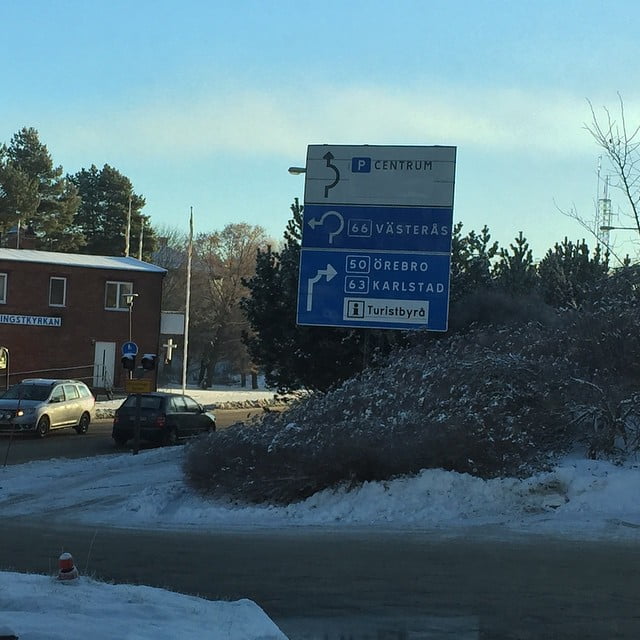 P CENTRUM
66 VÄSTERÅS
50 ÖREBRO
63 KARLSTAD
i Turistbyrå
INGSTKYRKAN